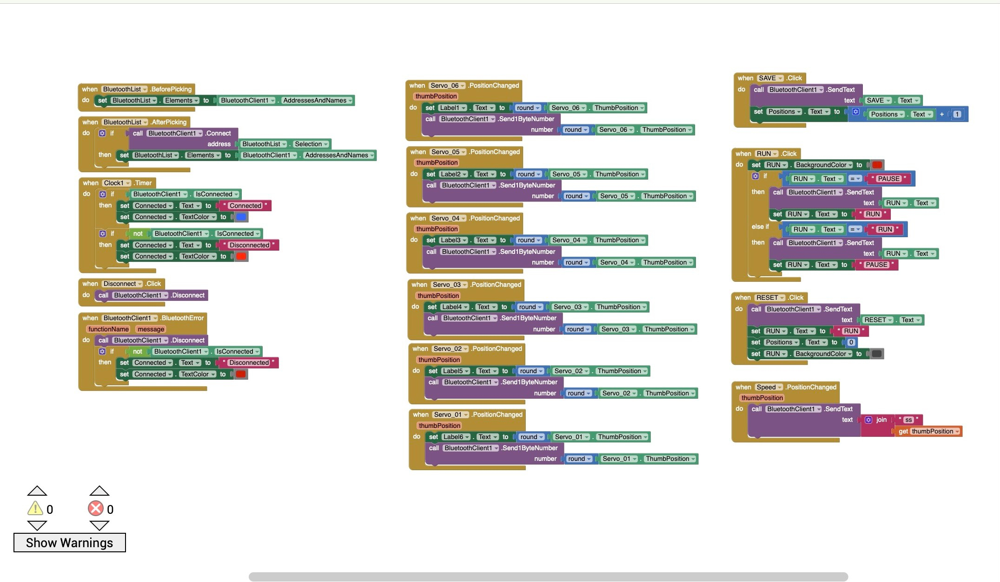 when BluetoothList .BeforePicking
do set BluetoothList . Elements to BluetoothClient1 . AddressesAndNames
when BluetoothList .AfterPicking
do if call BluetoothClient1 .Connect
address BluetoothList . Selection
then set BluetoothList . Elements to BluetoothClient1 . AddressesAndNames
when Clock1 .Timer
do if BluetoothClient1 . IsConnected
then set Connected . Text to “ Connected ”
set Connected . TextColor to
if not BluetoothClient1 . IsConnected
then set Connected . Text to “ Disconnected ”
set Connected . TextColor to
when Disconnect .Click
do call BluetoothClient1 .Disconnect
when BluetoothClient1 .BluetoothError
functionName message
do call BluetoothClient1 .Disconnect
if not BluetoothClient1 . IsConnected
then set Connected . Text to “ Disconnected ”
set Connected . TextColor to
when Servo_06 .PositionChanged
thumbPosition
do set Label1 . Text to round Servo_06 . ThumbPosition
call BluetoothClient1 .Send1ByteNumber
number round Servo_06 . ThumbPosition
when Servo_05 .PositionChanged
thumbPosition
do set Label2 . Text to round Servo_05 . ThumbPosition
call BluetoothClient1 .Send1ByteNumber
number round Servo_05 . ThumbPosition
when Servo_04 .PositionChanged
thumbPosition
do set Label3 . Text to round Servo_04 . ThumbPosition
call BluetoothClient1 .Send1ByteNumber
number round Servo_04 . ThumbPosition
when Servo_03 .PositionChanged
thumbPosition
do set Label4 . Text to round Servo_03 . ThumbPosition
call BluetoothClient1 .Send1ByteNumber
number round Servo_03 . ThumbPosition
when Servo_02 .PositionChanged
thumbPosition
do set Label5 . Text to round Servo_02 . ThumbPosition
call BluetoothClient1 .Send1ByteNumber
number round Servo_02 . ThumbPosition
when Servo_01 .PositionChanged
thumbPosition
do set Label6 . Text to round Servo_01 . ThumbPosition
call BluetoothClient1 .Send1ByteNumber
number round Servo_01 . ThumbPosition
when SAVE .Click
do call BluetoothClient1 .SendText
text SAVE . Text
set Positions . Text to Positions . Text + 1
when RUN .Click
do set RUN . BackgroundColor to
if RUN . Text = “ PAUSE ”
then call BluetoothClient1 .SendText
text RUN . Text
set RUN . Text to “ RUN ”
else if RUN . Text = “ RUN ”
then call BluetoothClient1 .SendText
text RUN . Text
set RUN . Text to “ PAUSE ”
when RESET .Click
do call BluetoothClient1 .SendText
text RESET . Text
set RUN . Text to “ RUN ”
set Positions . Text to 0
set RUN . BackgroundColor to
when Speed .PositionChanged
thumbPosition
do call BluetoothClient1 .SendText
text join “ ss ”
get thumbPosition
0 0
Show Warnings